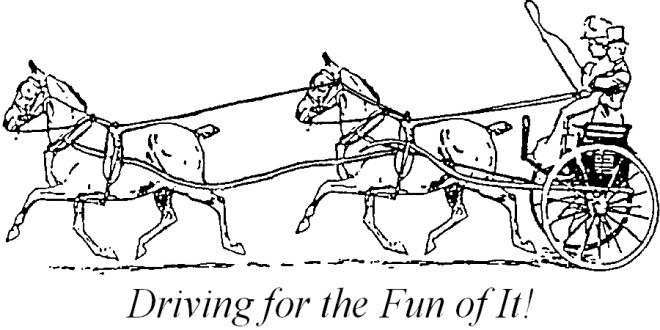 Driving for the Fun of It!